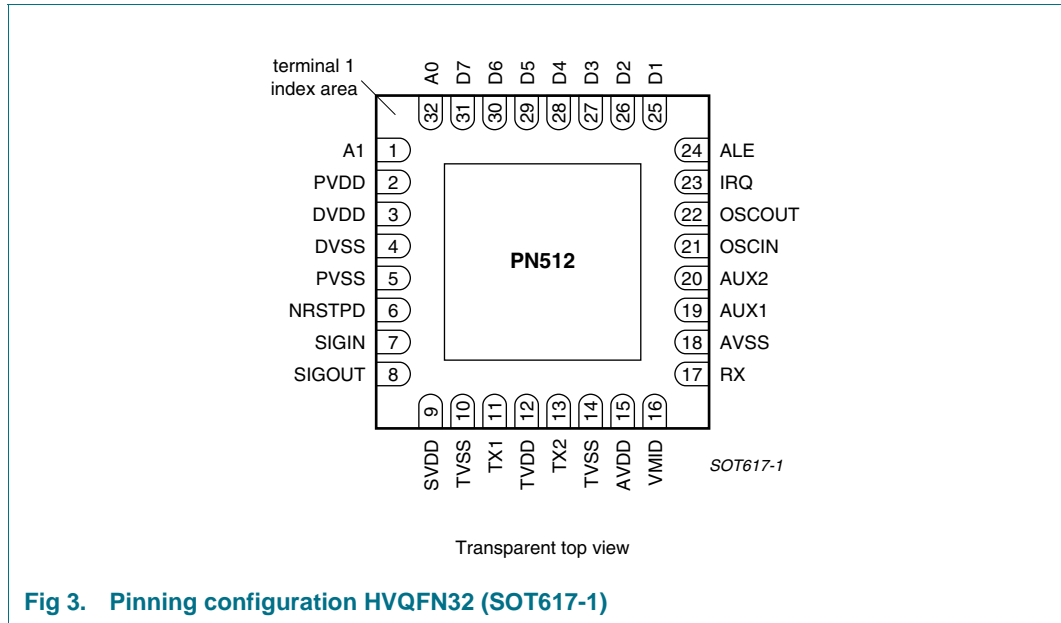 terminal 1
index area
A0 D7 D6 D5 D4 D3 D2 D1
32 31 30 29 28 27 26 25
A1 1
24 ALE
PVDD 2
23 IRQ
DVDD 3
22 OSCOUT
DVSS 4
21 OSCIN
PVSS 5
20 AUX2
NRSTPD 6
19 AUX1
SIGIN 7
18 AVSS
SIGOUT 8
17 RX
PN512
9 10 11 12 13 14 15 16
SVDD TVSS TX1 TVDD TX2 TVSS AVDD VMID
SOT617-1
Transparent top view
Fig 3. Pinning configuration HVQFN32 (SOT617-1)